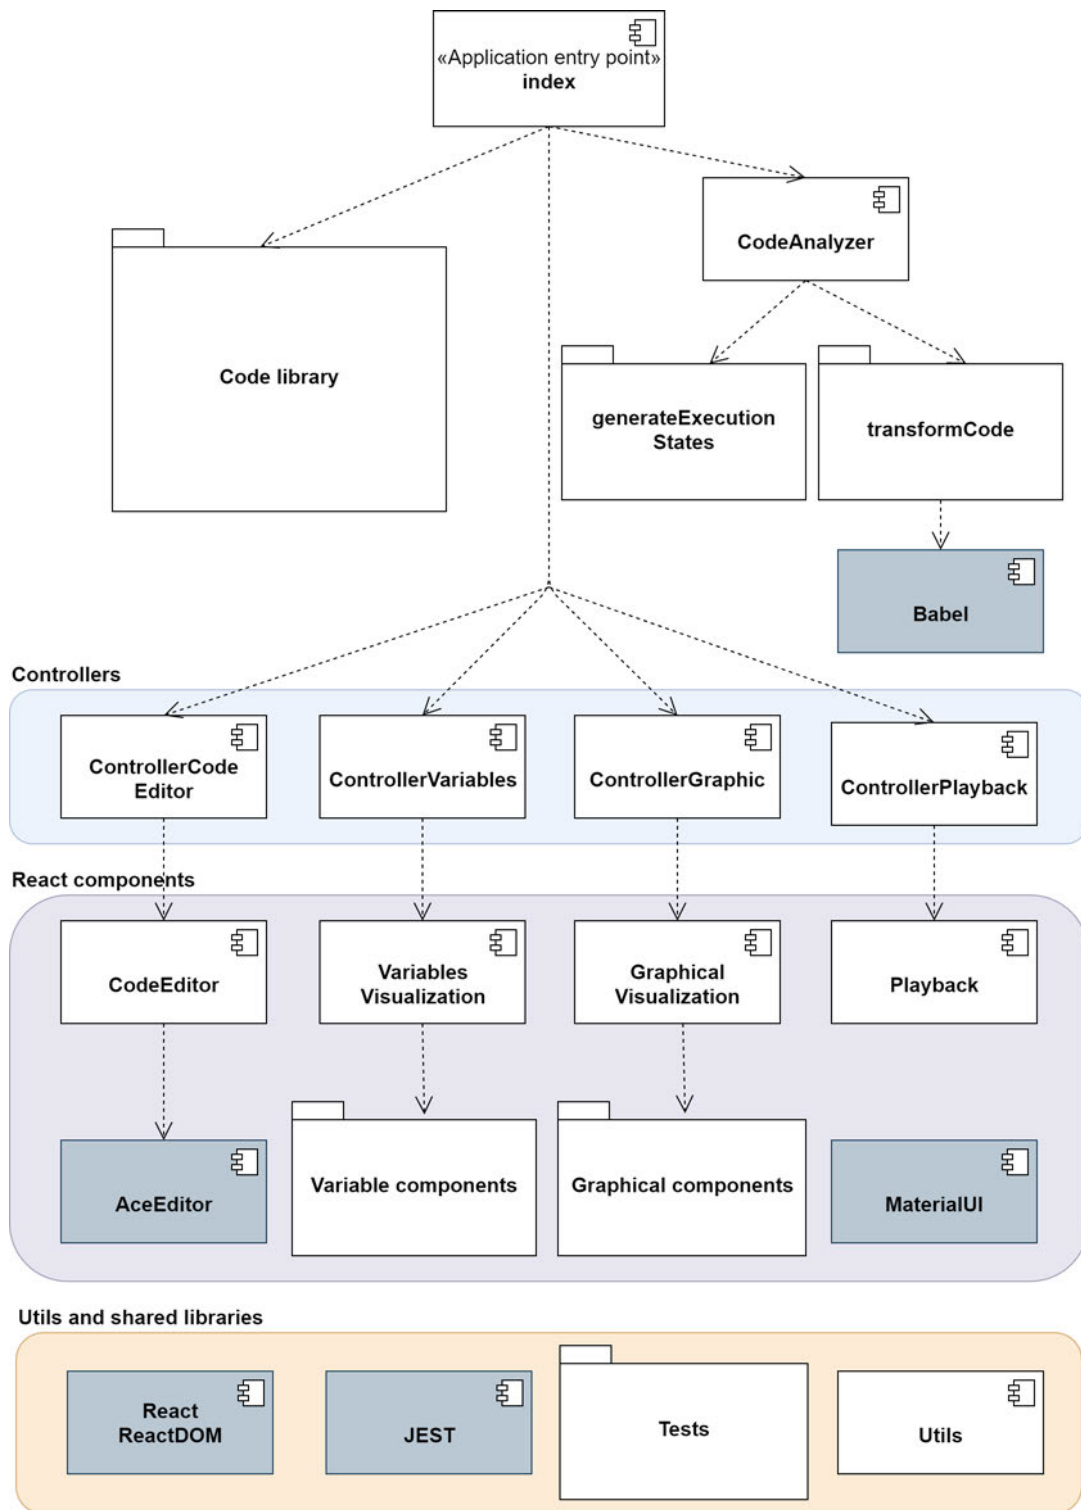 «Application entry point»
index
CodeAnalyzer
Code library
generateExecution
States
transformCode
Babel
Controllers
ControllerCode
Editor
ControllerVariables
ControllerGraphic
ControllerPlayback
React components
CodeEditor
Variables
Visualization
Graphical
Visualization
Playback
AceEditor
Variable components
Graphical components
MaterialUI
Utils and shared libraries
React
ReactDOM
JEST
Tests
Utils